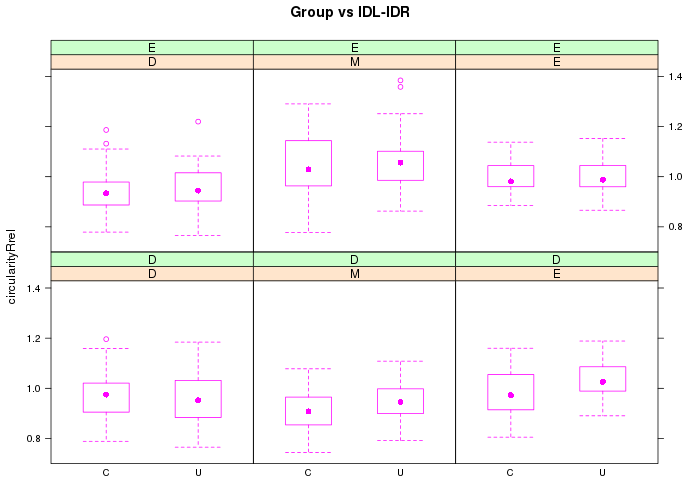 Group vs IDL-IDR
E E E
D M E
1.4
1.2
1.0
0.8
D D D
D M E
1.4
1.2
1.0
0.8
circularityRrel
C U C U C U